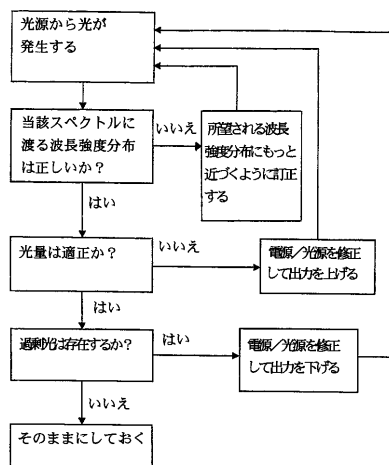 光源から光が
発生する
当該スペクトルに
渡る波長強度分布
は正しいか?
いいえ
所望される波長
強度分布にもっと
近づくように訂正
する
はい
光量は適正か?
いいえ
電源/光源を修正
して出力を上げる
はい
過剰光は存在するか?
はい
電源/光源を修正
して出力を下げる
いいえ
そのままにしておく